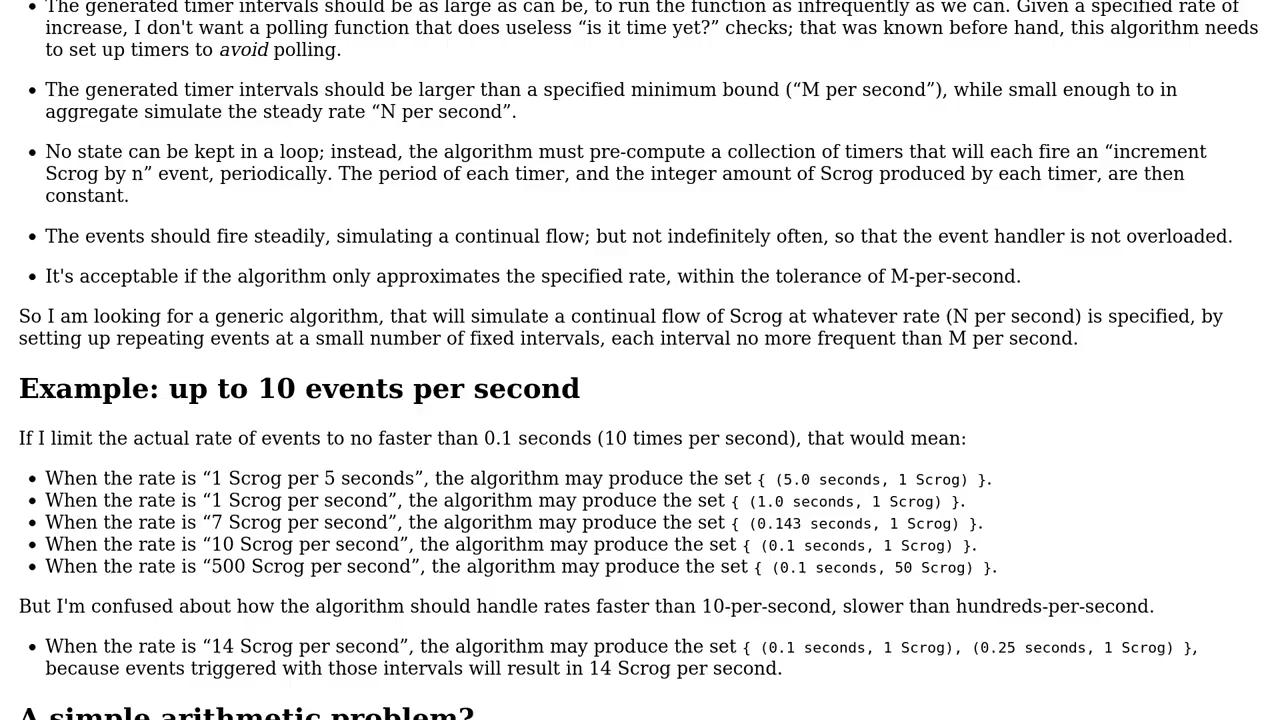 The generated timer intervals should be as large as can be, to run the function as infrequently as we can. Given a specified rate of
increase, I don't want a polling function that does useless “is it time yet?” checks; that was known before hand, this algorithm needs
to set up timers to avoid polling.
The generated timer intervals should be larger than a specified minimum bound (“M per second”), while small enough to in
aggregate simulate the steady rate “N per second”.
No state can be kept in a loop; instead, the algorithm must pre-compute a collection of timers that will each fire an “increment
Scrog by n” event, periodically. The period of each timer, and the integer amount of Scrog produced by each timer, are then
constant.
The events should fire steadily, simulating a continual flow; but not indefinitely often, so that the event handler is not overloaded.
It's acceptable if the algorithm only approximates the specified rate, within the tolerance of M-per-second.
So I am looking for a generic algorithm, that will simulate a continual flow of Scrog at whatever rate (N per second) is specified, by
setting up repeating events at a small number of fixed intervals, each interval no more frequent than M per second.
Example: up to 10 events per second
If I limit the actual rate of events to no faster than 0.1 seconds (10 times per second), that would mean:
When the rate is “1 Scrog per 5 seconds”, the algorithm may produce the set { (5.0 seconds, 1 Scrog) }.
When the rate is “1 Scrog per second”, the algorithm may produce the set { (1.0 seconds, 1 Scrog) }.
When the rate is “7 Scrog per second”, the algorithm may produce the set { (0.143 seconds, 1 Scrog) }.
When the rate is “10 Scrog per second”, the algorithm may produce the set { (0.1 seconds, 1 Scrog) }.
When the rate is “500 Scrog per second”, the algorithm may produce the set { (0.1 seconds, 50 Scrog) }.
But I'm confused about how the algorithm should handle rates faster than 10-per-second, slower than hundreds-per-second.
When the rate is “14 Scrog per second”, the algorithm may produce the set { (0.1 seconds, 1 Scrog), (0.25 seconds, 1 Scrog) },
because events triggered with those intervals will result in 14 Scrog per second.
A simple arithmetic problem?